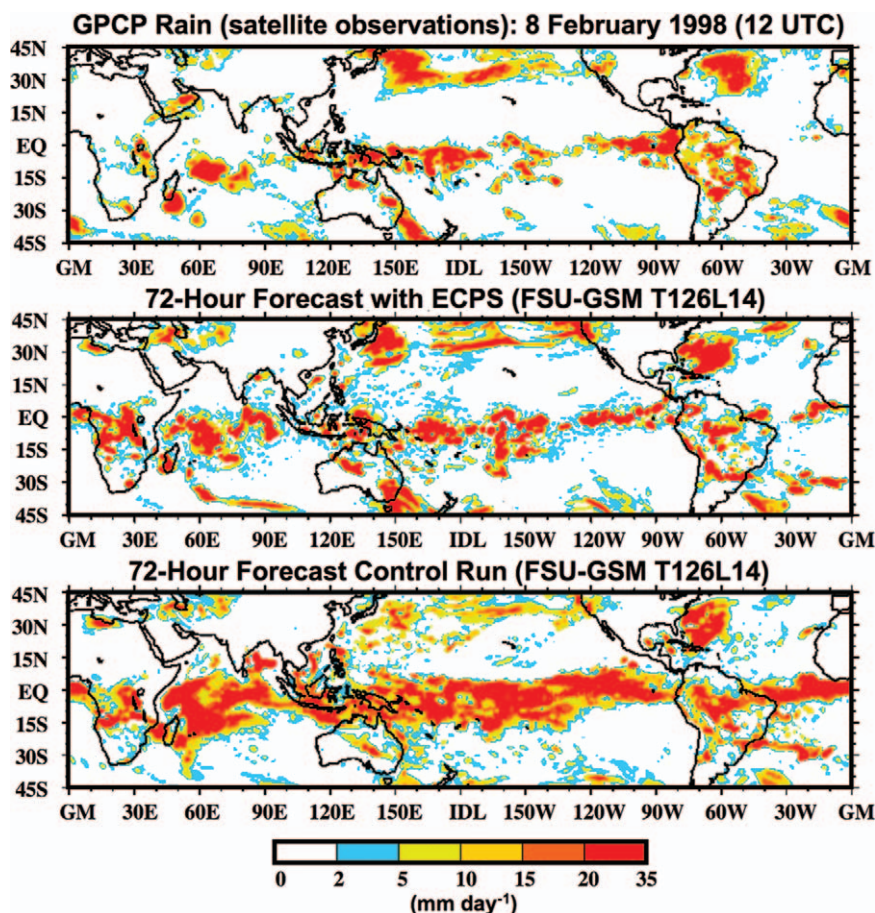 GPCP Rain (satellite observations): 8 February 1998 (12 UTC)
45N
30N
15N
EQ
15S
30S
45S
GM 30E 60E 90E 120E 150E IDL 150W 120W 90W 60W 30W GM
72-Hour Forecast with ECPS (FSU-GSM T126L14)
45N
30N
15N
EQ
15S
30S
45S
GM 30E 60E 90E 120E 150E IDL 150W 120W 90W 60W 30W GM
72-Hour Forecast Control Run (FSU-GSM T126L14)
45N
30N
15N
EQ
15S
30S
45S
GM 30E 60E 90E 120E 150E IDL 150W 120W 90W 60W 30W GM
0 2 5 10 15 20 35
(mm day-1)